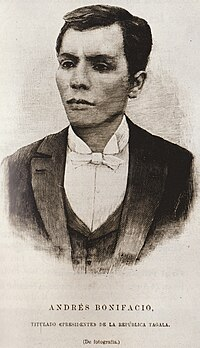 ANDRÉS BONIFACIO,
TITULADO «PRESIDENTE» DE LA REPÚBLICA TAGALA.
(De fotografía.)